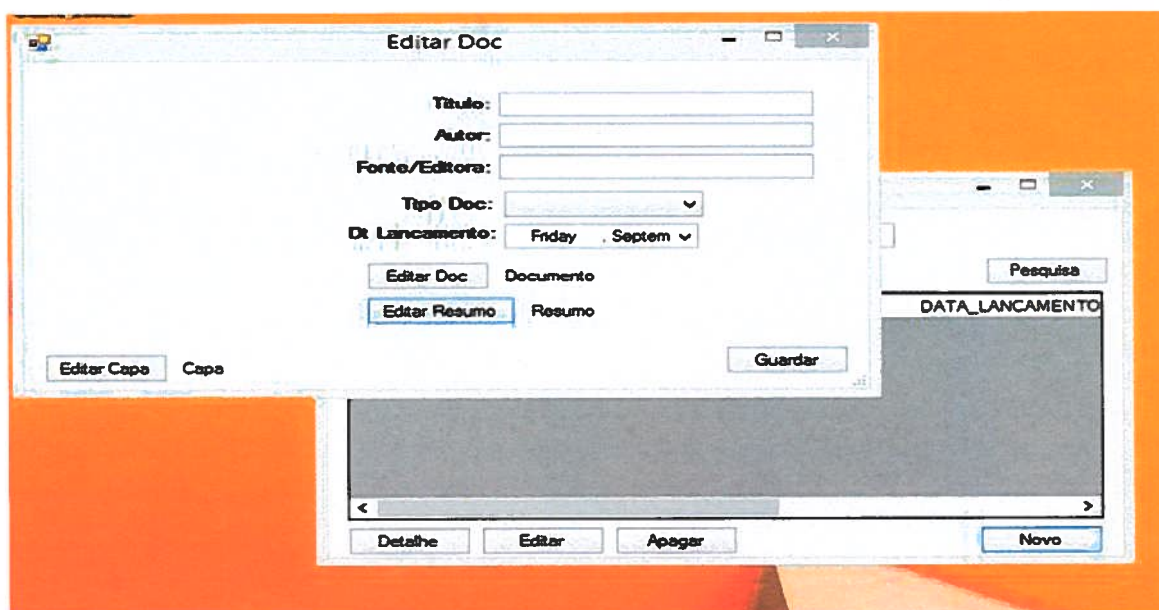 Editar Doc
Titulo:
Autor:
Fonte/Editora:
Tipo Doc:
Dt Lancamento: Friday , Septem
Editar Doc Documento
Editar Resumo Resumo
Editar Capa Capa
Guardar
Pesquisa
DATA_LANCAMENTO
Detalhe Editar Apagar Novo